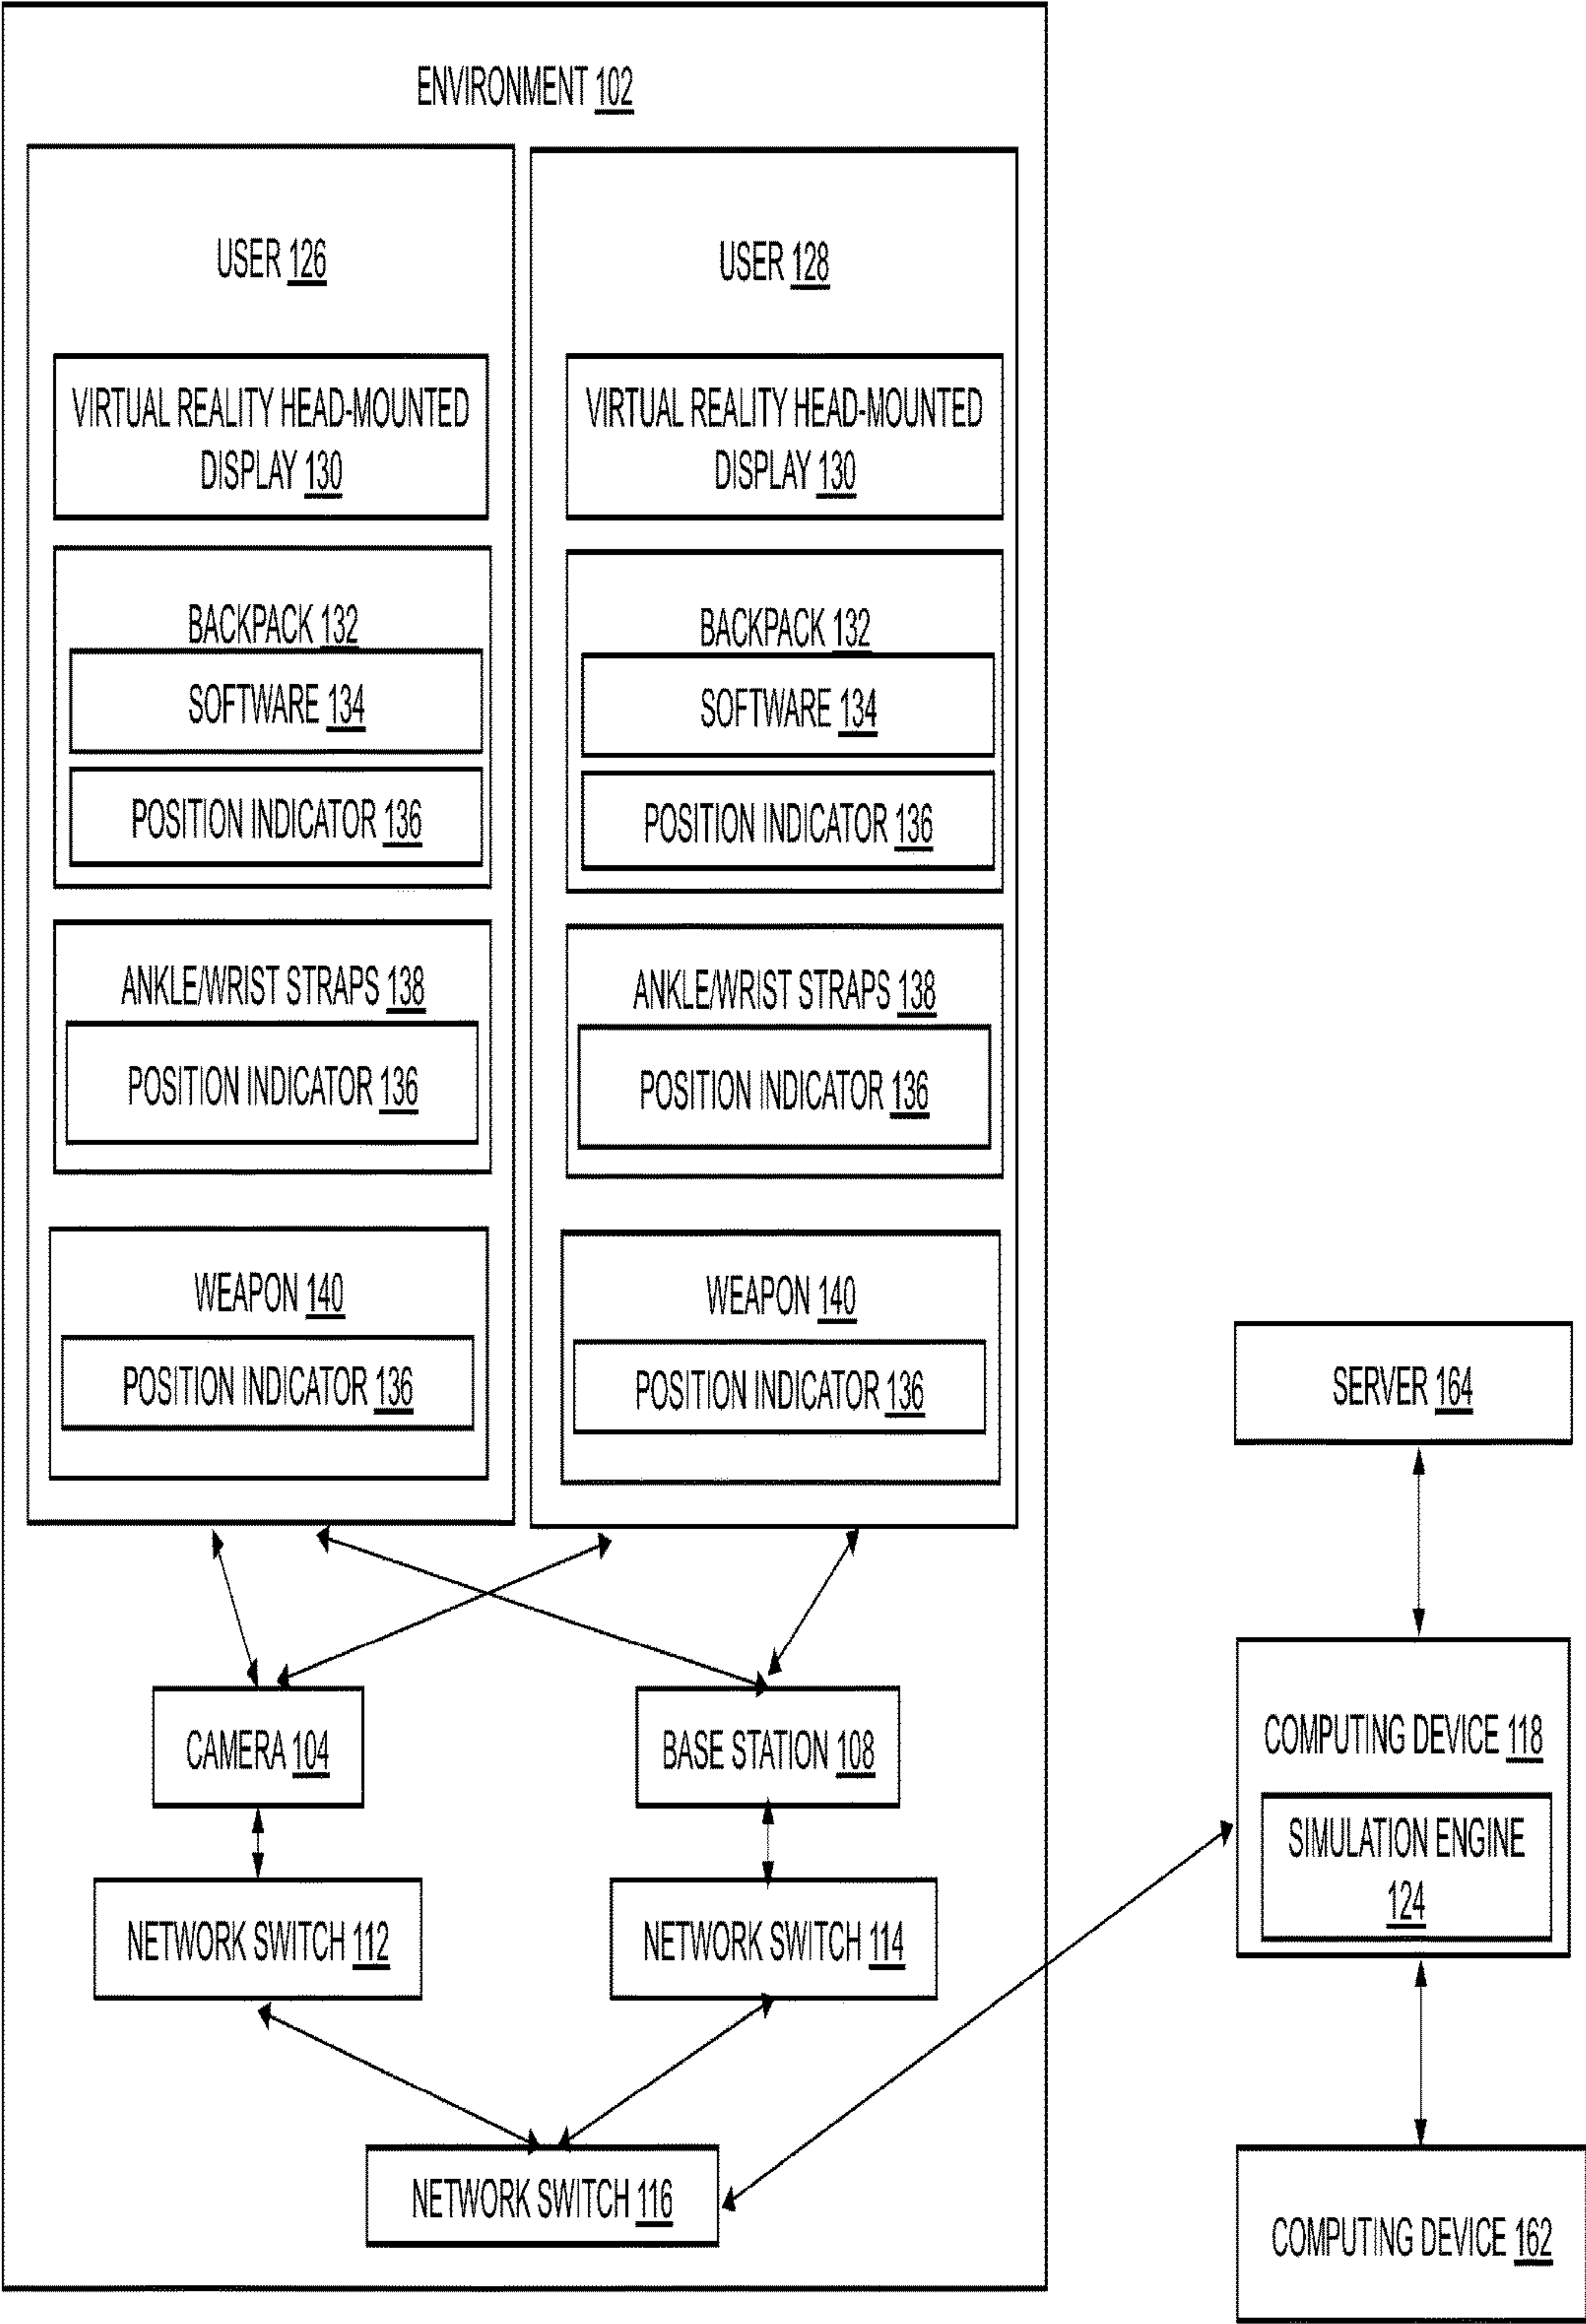 ENVIRONMENT 102
USER 126
VIRTUAL REALITY HEAD-MOUNTED
DISPLAY 130
BACKPACK 132
SOFTWARE 134
POSITION INDICATOR 136
ANKLE/WRIST STRAPS 138
POSITION INDICATOR 136
WEAPON 140
POSITION INDICATOR 136
USER 128
VIRTUAL REALITY HEAD-MOUNTED
DISPLAY 130
BACKPACK 132
SOFTWARE 134
POSITION INDICATOR 136
ANKLE/WRIST STRAPS 138
POSITION INDICATOR 136
WEAPON 140
POSITION INDICATOR 136
CAMERA 104
BASE STATION 108
NETWORK SWITCH 112
NETWORK SWITCH 114
NETWORK SWITCH 116
SERVER 164
COMPUTING DEVICE 118
SIMULATION ENGINE
124
COMPUTING DEVICE 162